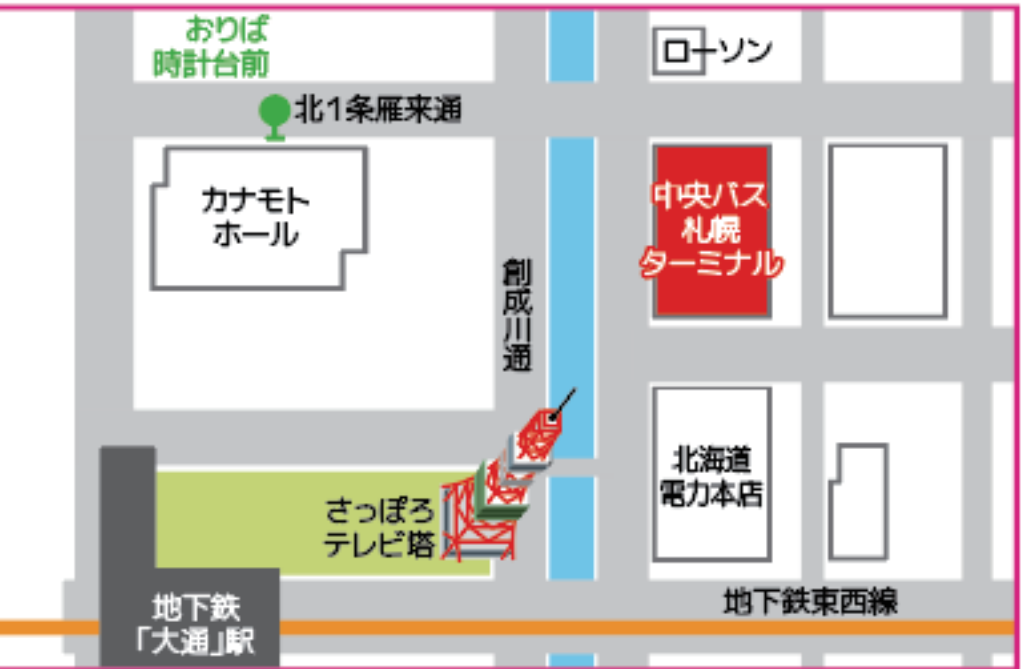 おりば
時計台前
ローソン
北1条雁来通
カナモト
ホール
中央バス
札幌
ターミナル
創成川通
北海道
電力本店
さっぽろ
テレビ塔
地下鉄東西線
地下鉄
「大通」駅